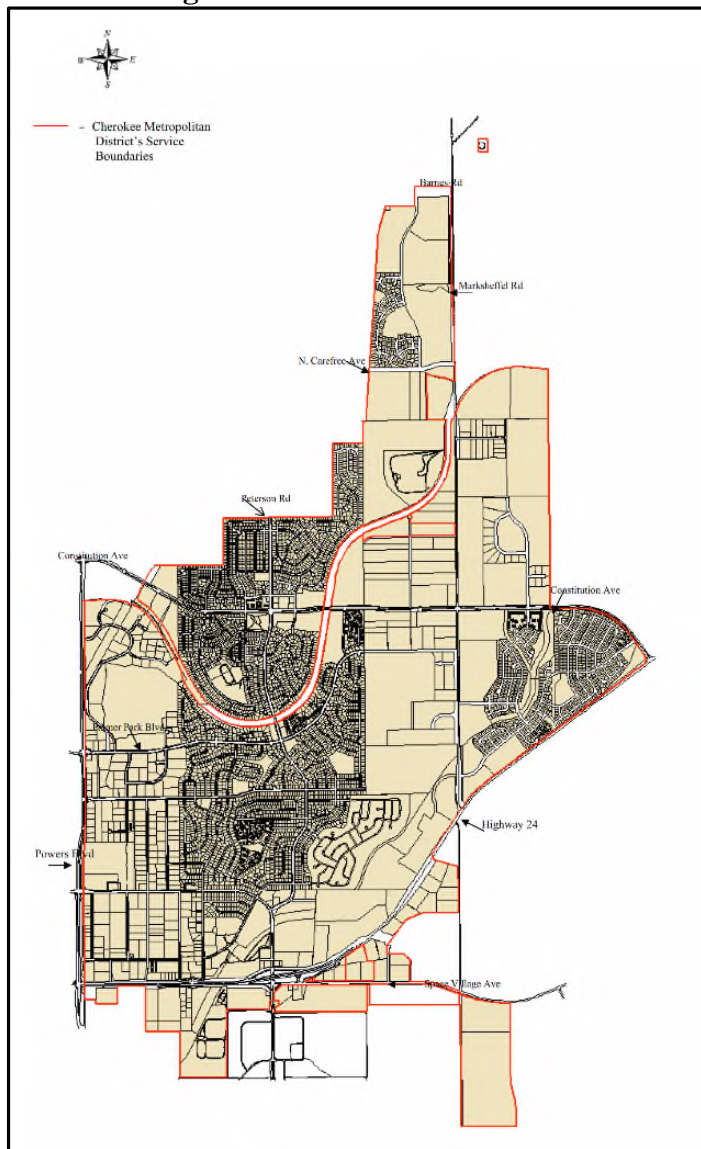 N
W E
S
- Cherokee Metropolitan
District's Service
Boundaries
Barnes Rd
Marksheffel Rd
N. Carefree Ave
Peterson Rd
Constitution Ave
Constitution Ave
Palmer Park Blvd
Highway 24
Powers Blvd
Space Village Ave